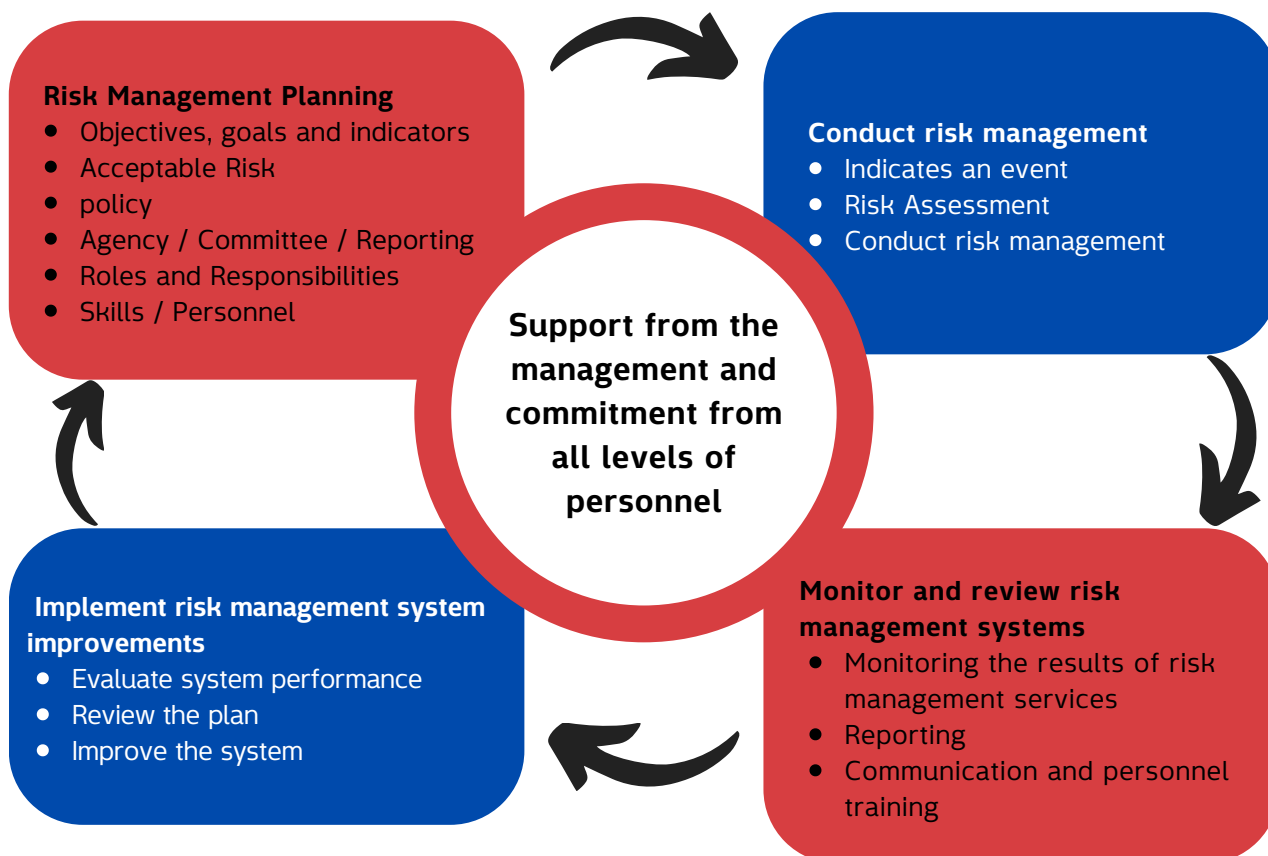 Risk Management Planning
• Objectives, goals and indicators
• Acceptable Risk
• policy
• Agency / Committee / Reporting
• Roles and Responsibilities
• Skills / Personnel
Conduct risk management
• Indicates an event
• Risk Assessment
• Conduct risk management
Support from the
management and
commitment from
all levels of
personnel
Implement risk management system
improvements
• Evaluate system performance
• Review the plan
• Improve the system
Monitor and review risk
management systems
• Monitoring the results of risk
management services
• Reporting
• Communication and personnel
training